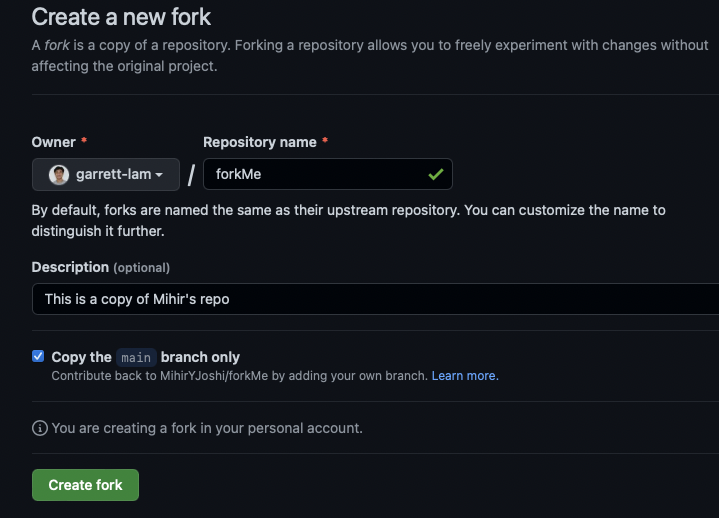 Create a new fork
A fork is a copy of a repository. Forking a repository allows you to freely experiment with changes without
affecting the original project.
Owner * Repository name *
garrett-lam / forkMe
By default, forks are named the same as their upstream repository. You can customize the name to
distinguish it further.
Description (optional)
This is a copy of Mihir's repo
Copy the main branch only
Contribute back to MihirYJoshi/forkMe by adding your own branch. Learn more.
You are creating a fork in your personal account.
Create fork